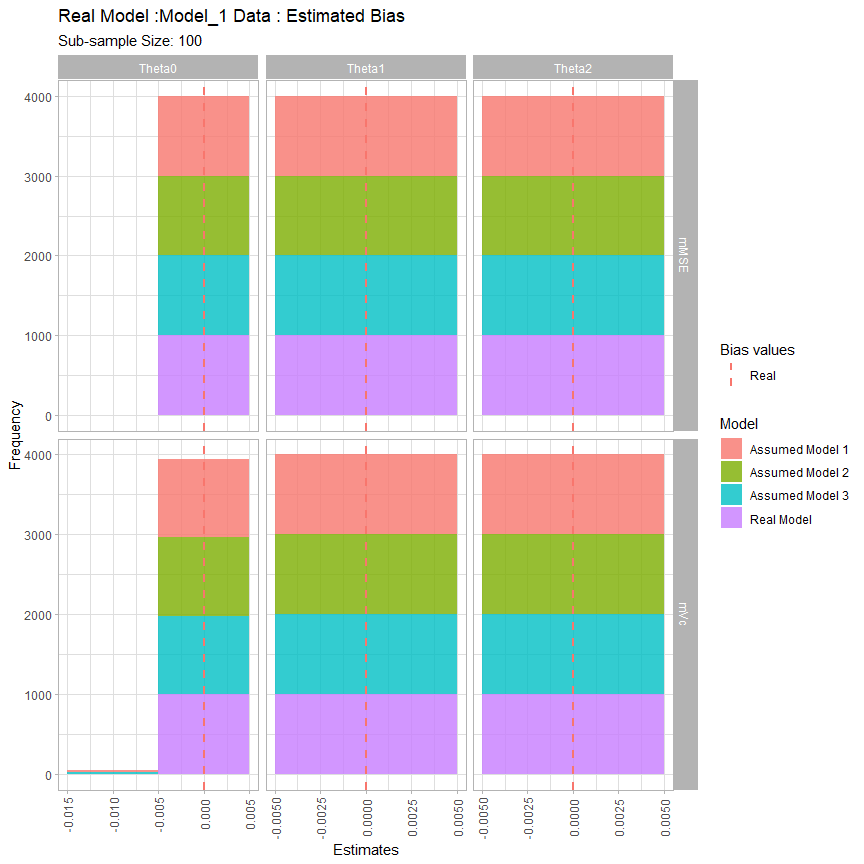 Real Model :Model_1 Data : Estimated Bias
Sub-sample Size: 100
Theta0 Theta1 Theta2
4000
3000
2000
1000
0
mMSE
4000
3000
2000
1000
0
mVc
Frequency
-0.015 -0.010 -0.005 0.000 0.005 -0.0050 -0.0025 0.0000 0.0025 0.0050 -0.0050 -0.0025 0.0000 0.0025 0.0050
Estimates
Bias values
Real
Model
Assumed Model 1
Assumed Model 2
Assumed Model 3
Real Model